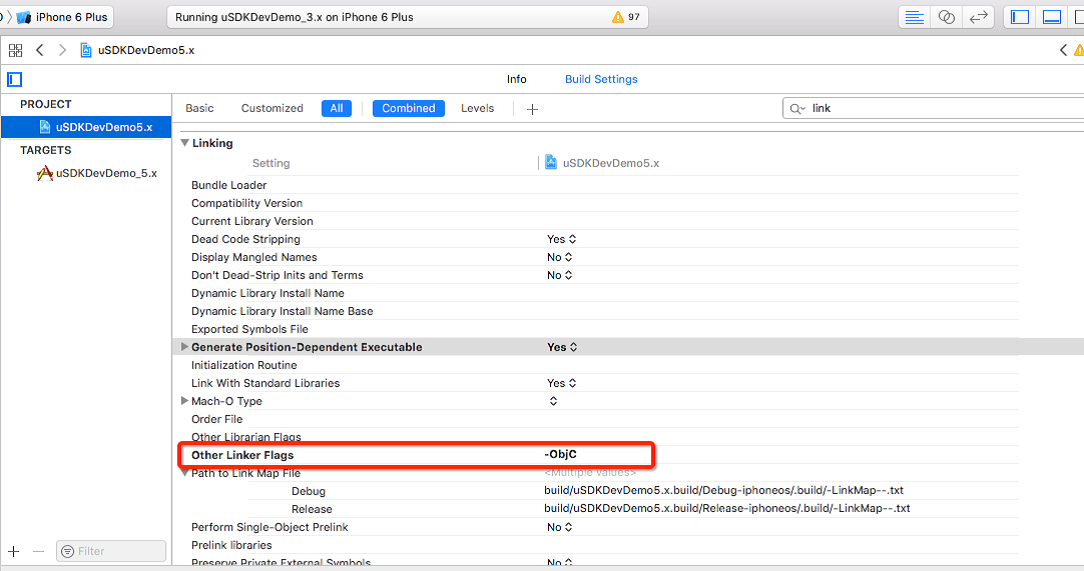 iPhone 6 Plus
Running uSDKDevDemo_3.x on iPhone 6 Plus
97
uSDKDevDemo5.x
Info
Build Settings
PROJECT
uSDKDevDemo5.x
TARGETS
uSDKDevDemo_5.x
Basic Customized All Combined Levels +
link
Linking
Setting uSDKDevDemo5.x
Bundle Loader
Compatibility Version
Current Library Version
Dead Code Stripping Yes
Display Mangled Names No
Don't Dead-Strip Inits and Terms No
Dynamic Library Install Name
Dynamic Library Install Name Base
Exported Symbols File
Generate Position-Dependent Executable Yes
Initialization Routine
Link With Standard Libraries Yes
Mach-O Type
Order File
Other Librarian Flags
Other Linker Flags -ObjC
Path to Link Map File <Multiple values>
Debug build/uSDKDevDemo5.x.build/Debug-iphoneos/.build/-LinkMap--.txt
Release build/uSDKDevDemo5.x.build/Release-iphoneos/.build/-LinkMap--.txt
Perform Single-Object Prelink No
Prelink libraries
Preserve Private External Symbols No
Filter